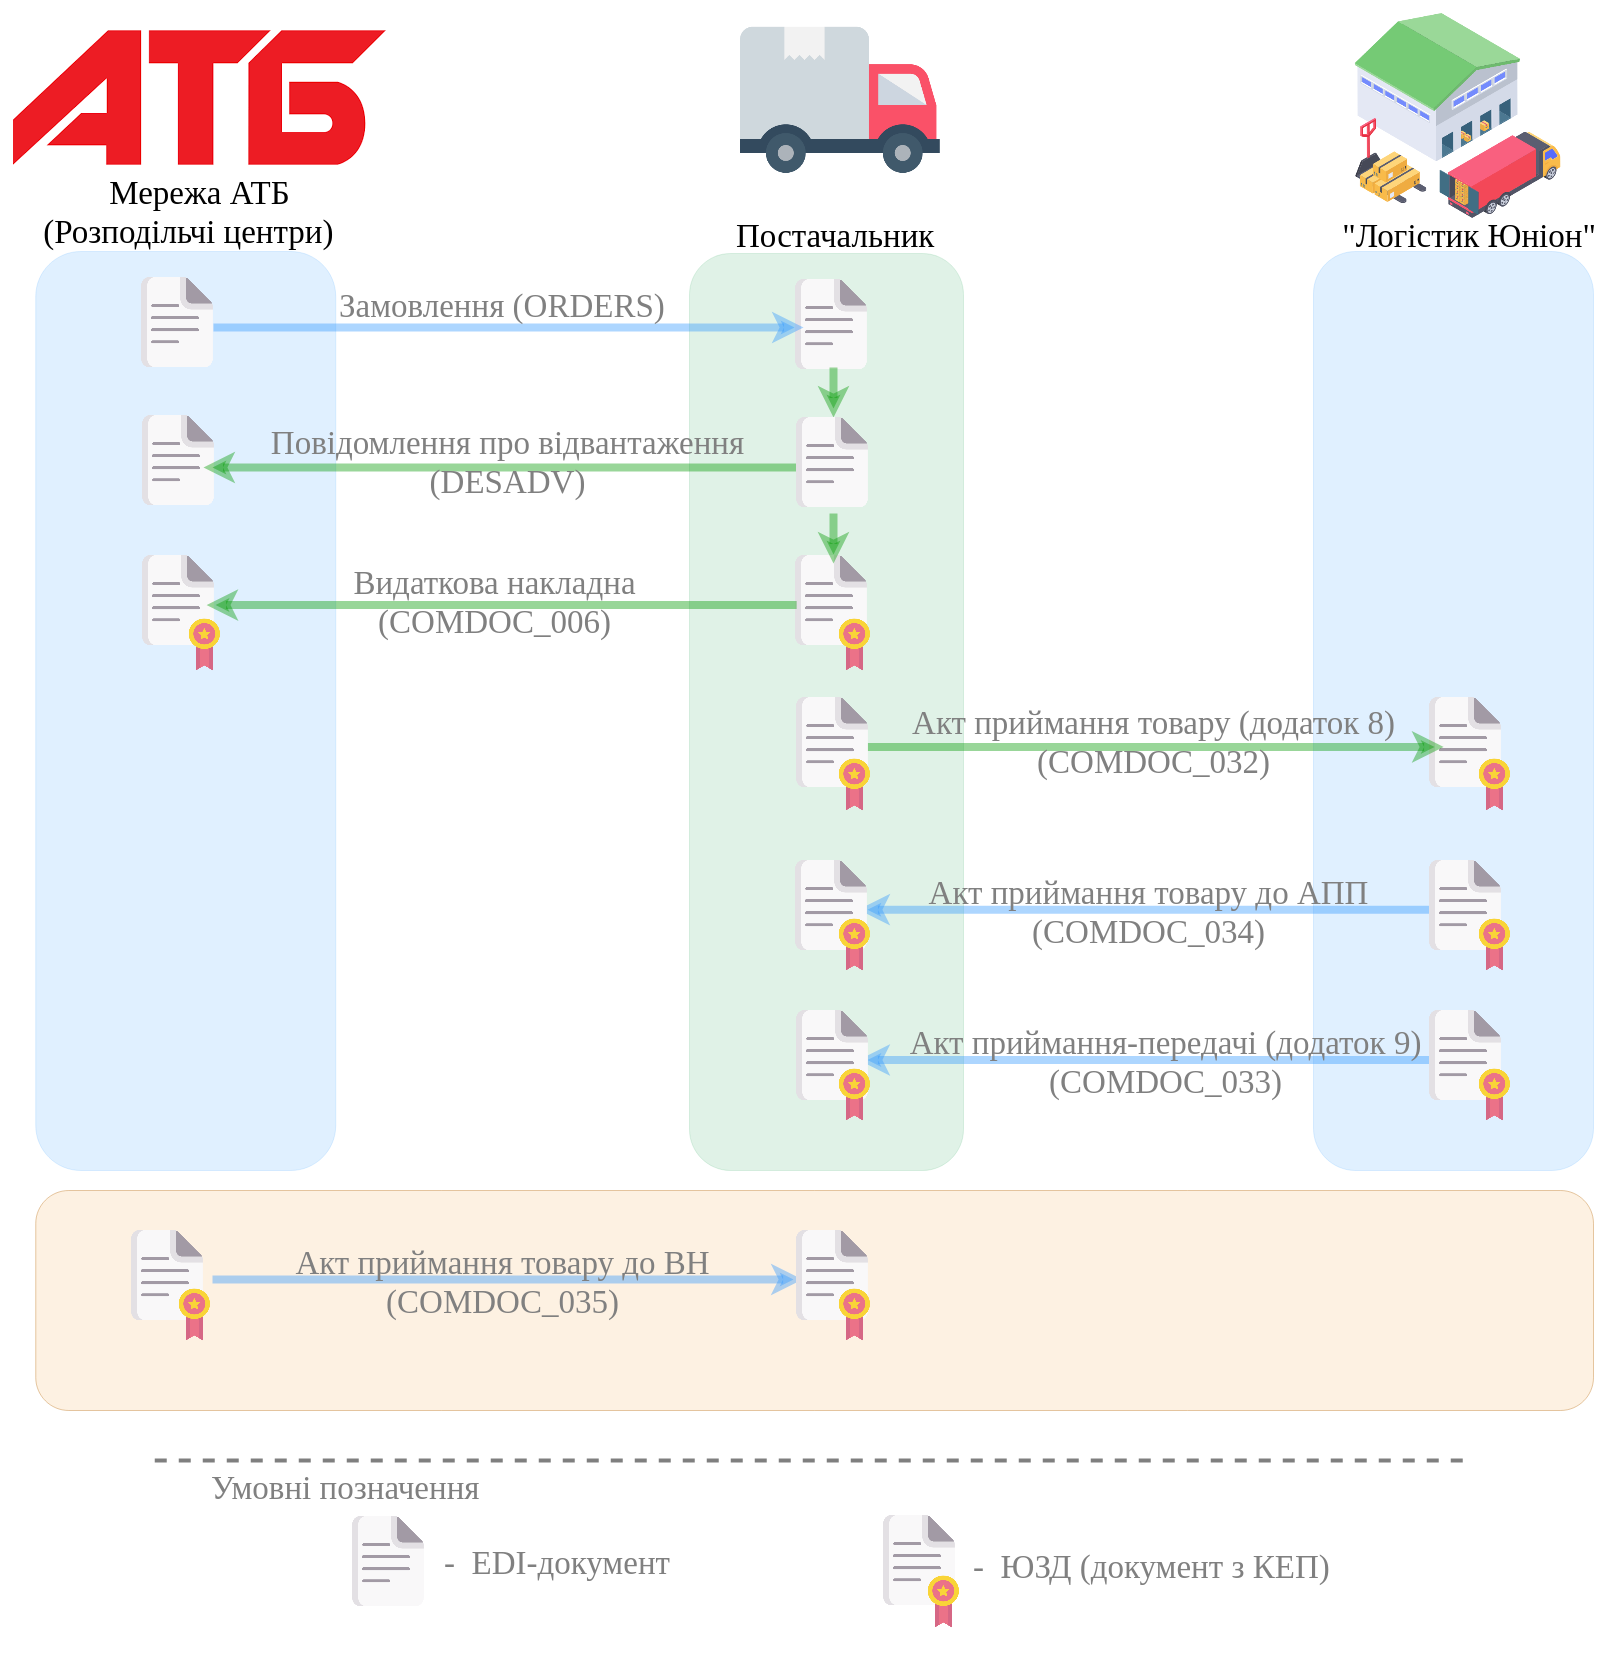 АТБ
Мережа АТБ
(Розподільчі центри)
Постачальник
"Логістик Юніон"
Замовлення (ORDERS)
Повідомлення про відвантаження
(DESADV)
Видаткова накладна
(COMDOC_006)
Акт приймання товару (додаток 8)
(COMDOC_032)
Акт приймання товару до АПП
(COMDOC_034)
Акт приймання-передачі (додаток 9)
(COMDOC_033)
Акт приймання товару до ВН
(COMDOC_035)
Умовні позначення
- EDI-документ
- ЮЗД (документ з КЕП)